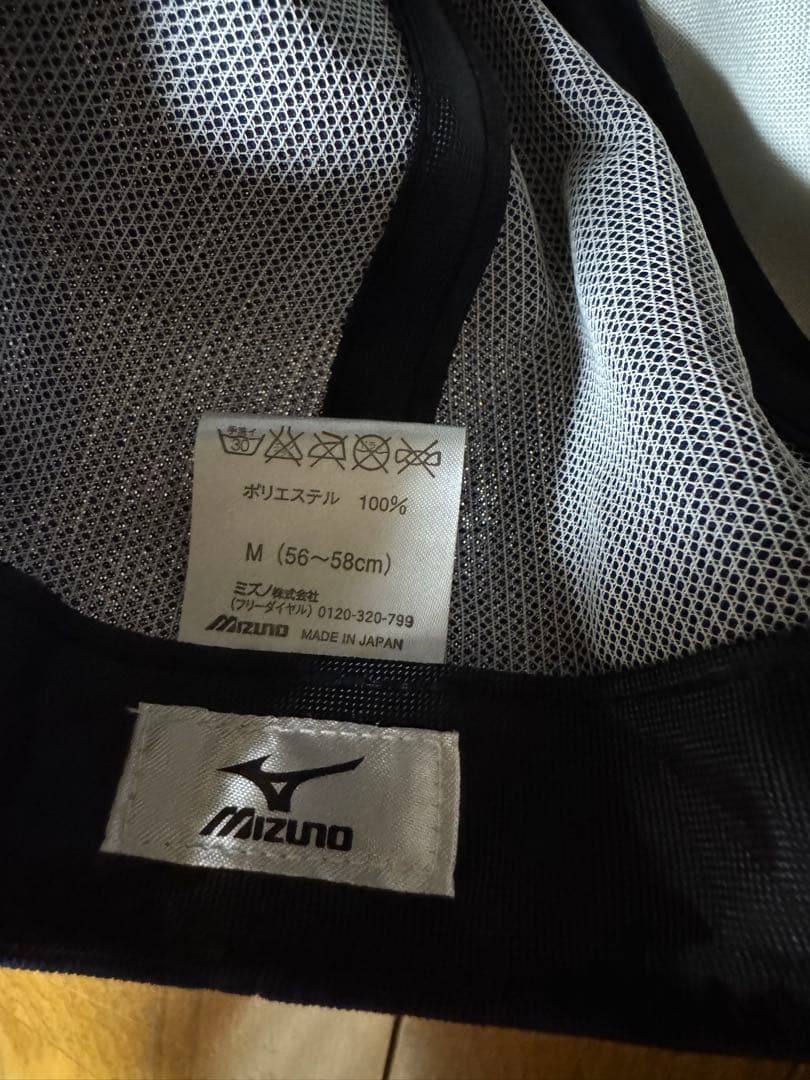 手洗イ
30
ポリエステル 100%
M (56～58cm)
ミズノ株式会社
(フリーダイヤル) 0120-320-799
MIZUNO MADE IN JAPAN
MIZUNO